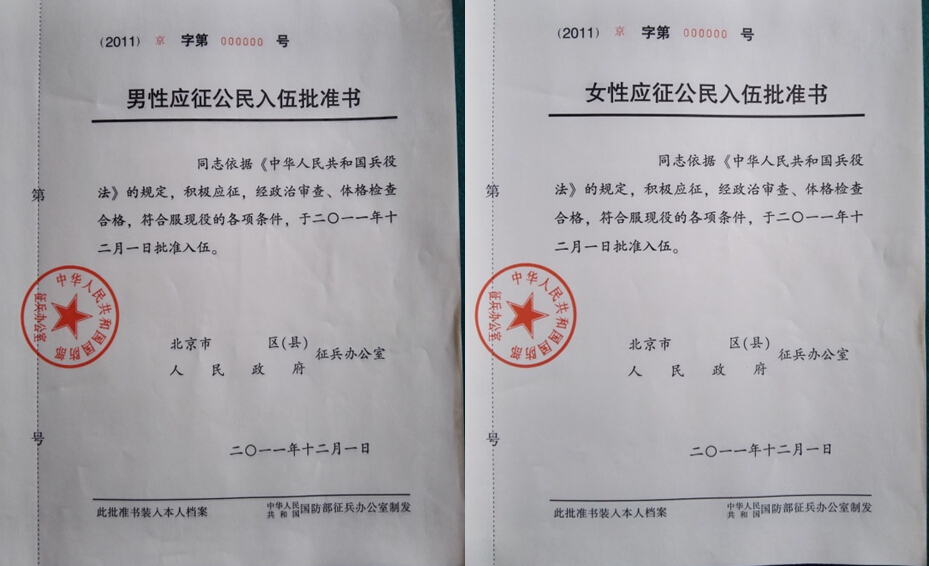 (2011) 京 字第 000000 号
男性应征公民入伍批准书
同志依据《中华人民共和国兵役
法》的规定，积极应征，经政治审查、体格检查
合格，符合服现役的各项条件，于二〇一一年十
二月一日批准入伍。
第
中华人民共和国国防部
征兵办公室
北京市 区(县)
人民政府
征兵办公室
号
二〇一一年十二月一日
此批准书装入本人档案
中华人民
共和国
国防部征兵办公室制发
(2011) 京 字第 000000 号
女性应征公民入伍批准书
同志依据《中华人民共和国兵役
法》的规定，积极应征，经政治审查、体格检查
合格，符合服现役的各项条件，于二〇一一年十
二月一日批准入伍。
第
中华人民共和国国防部
征兵办公室
北京市 区(县)
人民政府
征兵办公室
号
二〇一一年十二月一日
此批准书装入本人档案
中华人民
共和国
国防部征兵办公室制发